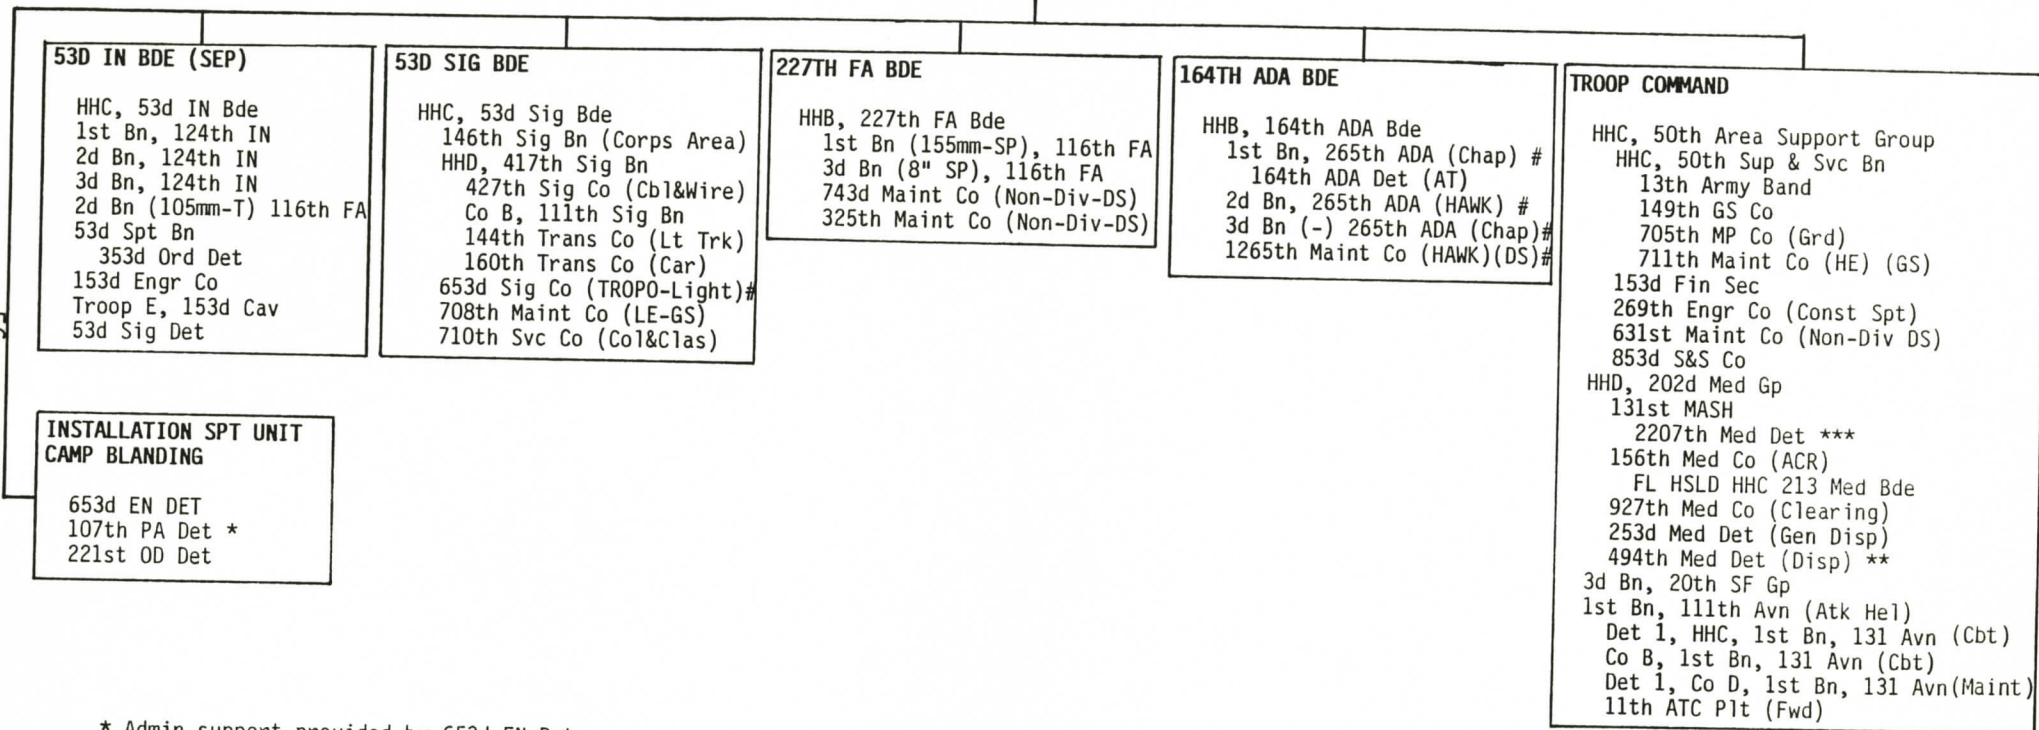 53D IN BDE (SEP)
HHC, 53d IN Bde
1st Bn, 124th IN
2d Bn, 124th IN
3d Bn, 124th IN
2d Bn (105mm-T) 116th FA
53d Spt Bn
353d Ord Det
153d Engr Co
Troop E, 153d Cav
53d Sig Det
53D SIG BDE
HHC, 53d Sig Bde
146th Sig Bn (Corps Area)
HHD, 417th Sig Bn
427th Sig Co (Cbl&Wire)
Co B, 111th Sig Bn
144th Trans Co (Lt Trk)
160th Trans Co (Car)
653d Sig Co (TROPO-Light)#
708th Maint Co (LE-GS)
710th Svc Co (Col&Clas)
227TH FA BDE
HHB, 227th FA Bde
1st Bn (155mm-SP), 116th FA
3d Bn (8" SP), 116th FA
743d Maint Co (Non-Div-DS)
325th Maint Co (Non-Div-DS)
164TH ADA BDE
HHB, 164th ADA Bde
1st Bn, 265th ADA (Chap) #
164th ADA Det (AT)
2d Bn, 265th ADA (HAWK) #
3d Bn (-) 265th ADA (Chap)#
1265th Maint Co (HAWK)(DS)#
TROOP COMMAND
HHC, 50th Area Support Group
HHC, 50th Sup & Svc Bn
13th Army Band
149th GS Co
705th MP Co (Grd)
711th Maint Co (HE) (GS)
153d Fin Sec
269th Engr Co (Const Spt)
631st Maint Co (Non-Div DS)
853d S&S Co
HHD, 202d Med Gp
131st MASH
2207th Med Det ***
156th Med Co (ACR)
FL HSLD HHC 213 Med Bde
927th Med Co (Clearing)
253d Med Det (Gen Disp)
494th Med Det (Disp) **
3d Bn, 20th SF Gp
1st Bn, 111th Avn (Atk Hel)
Det 1, HHC, 1st Bn, 131 Avn (Cbt)
Co B, 1st Bn, 131 Avn (Cbt)
Det 1, Co D, 1st Bn, 131 Avn(Maint)
11th ATC Plt (Fwd)
INSTALLATION SPT UNIT
CAMP BLANDING
653d EN DET
107th PA Det *
221st OD Det
* Admin support provided by 653d EN Det